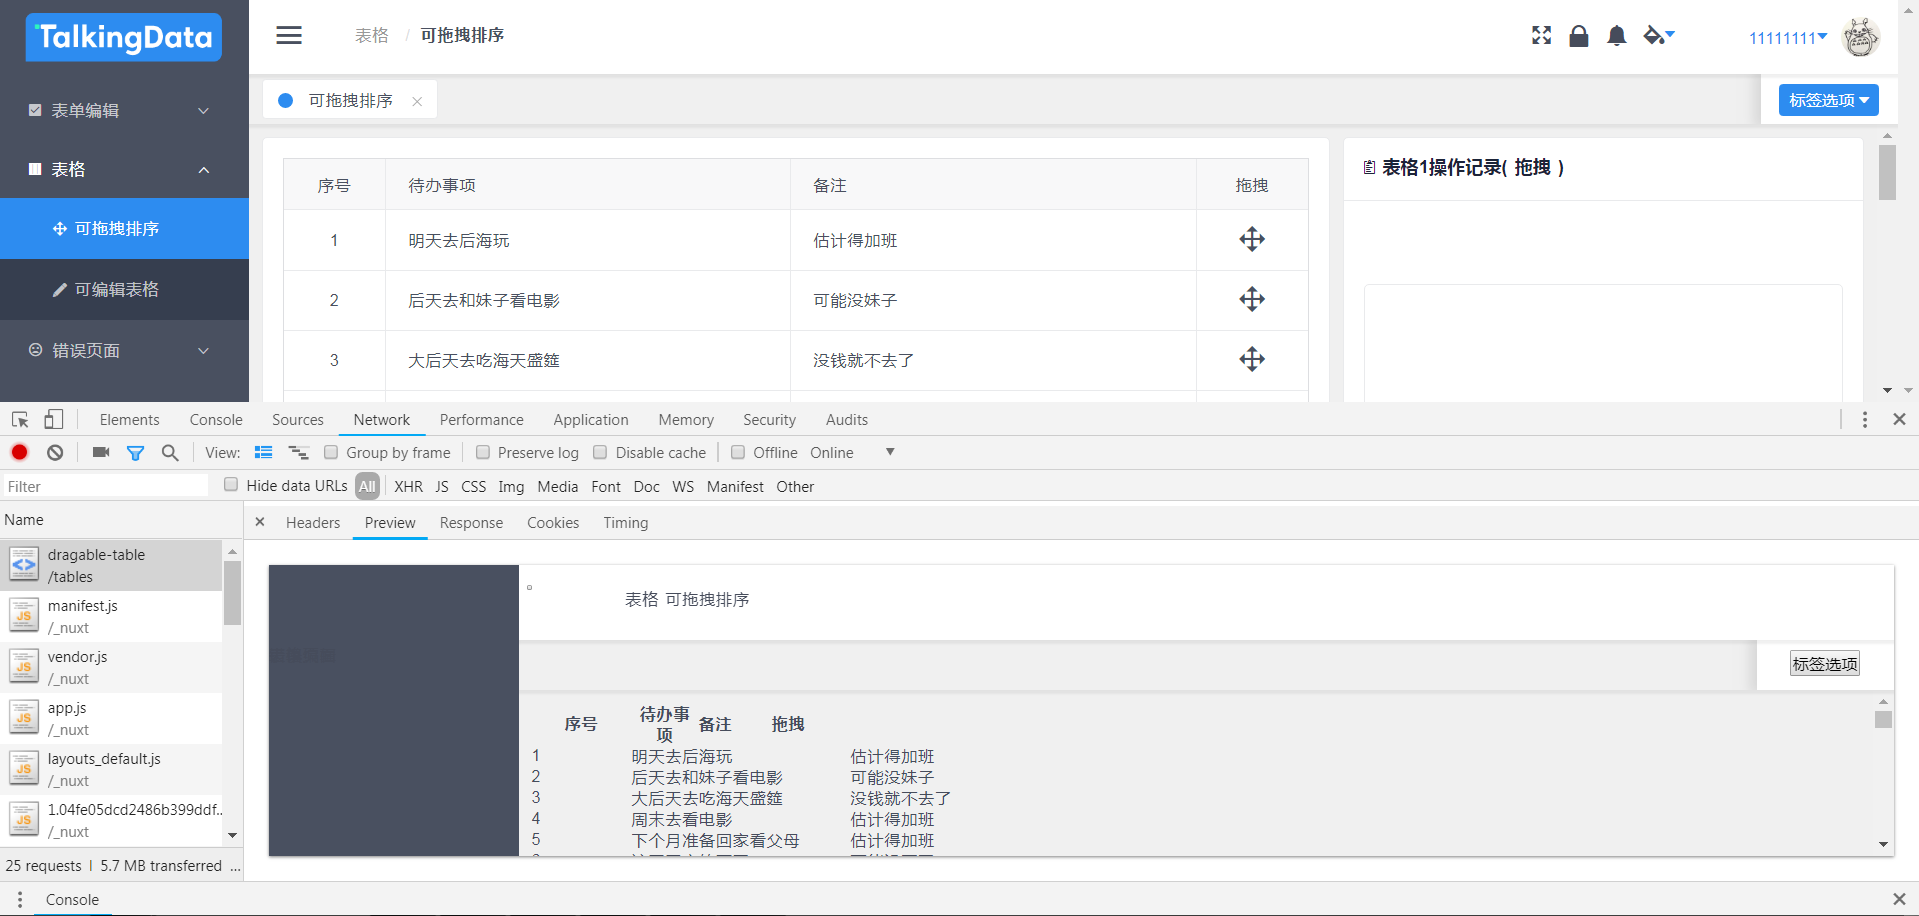 TalkingData
表格 / 可拖拽排序
11111111
表单编辑
表格
可拖拽排序
可编辑表格
错误页面
可拖拽排序
标签选项
序号 待办事项 备注 拖拽
1 明天去后海玩 估计得加班
2 后天去和妹子看电影 可能没妹子
3 大后天去吃海天盛筵 没钱就不去了
表格1操作记录( 拖拽 )
Elements Console Sources Network Performance Application Memory Security Audits
View: Group by frame Preserve log Disable cache Offline Online
Filter Hide data URLs All XHR JS CSS Img Media Font Doc WS Manifest Other
Name
dragable-table
/tables
manifest.js
/_nuxt
vendor.js
/_nuxt
app.js
/_nuxt
layouts_default.js
/_nuxt
1.04fe05dcd2486b399ddf..
/_nuxt
25 requests 5.7 MB transferred ...
Headers Preview Response Cookies Timing
表格 可拖拽排序
标签选项
序号 待办事项 备注 拖拽
1 明天去后海玩 估计得加班
2 后天去和妹子看电影 可能没妹子
3 大后天去吃海天盛筵 没钱就不去了
4 周末去看电影 估计得加班
5 下个月准备回家看父母 估计得加班
Console